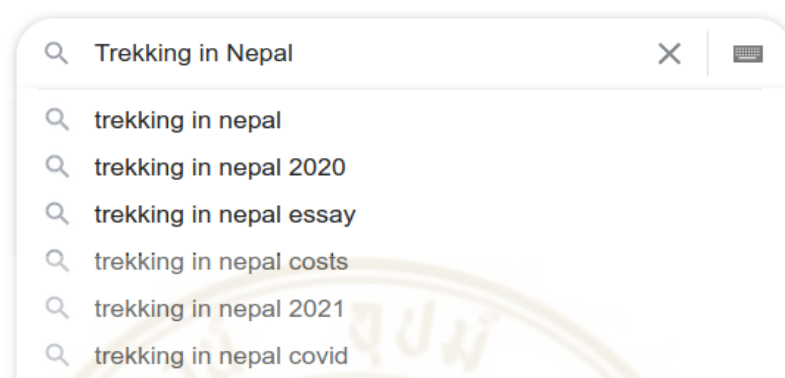 Trekking in Nepal
trekking in nepal
trekking in nepal 2020
trekking in nepal essay
trekking in nepal costs
trekking in nepal 2021
trekking in nepal covid